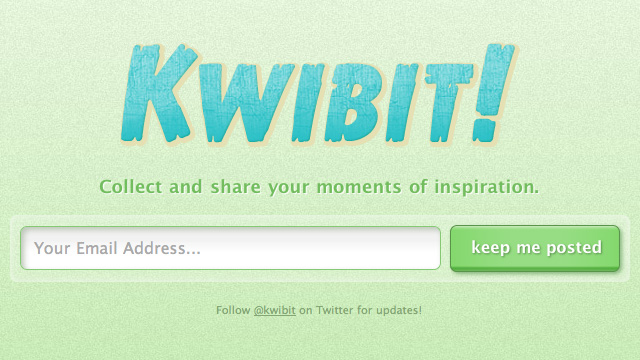 Kwibit!
Collect and share your moments of inspiration.
Your Email Address...
keep me posted
Follow @kwibit on Twitter for updates!